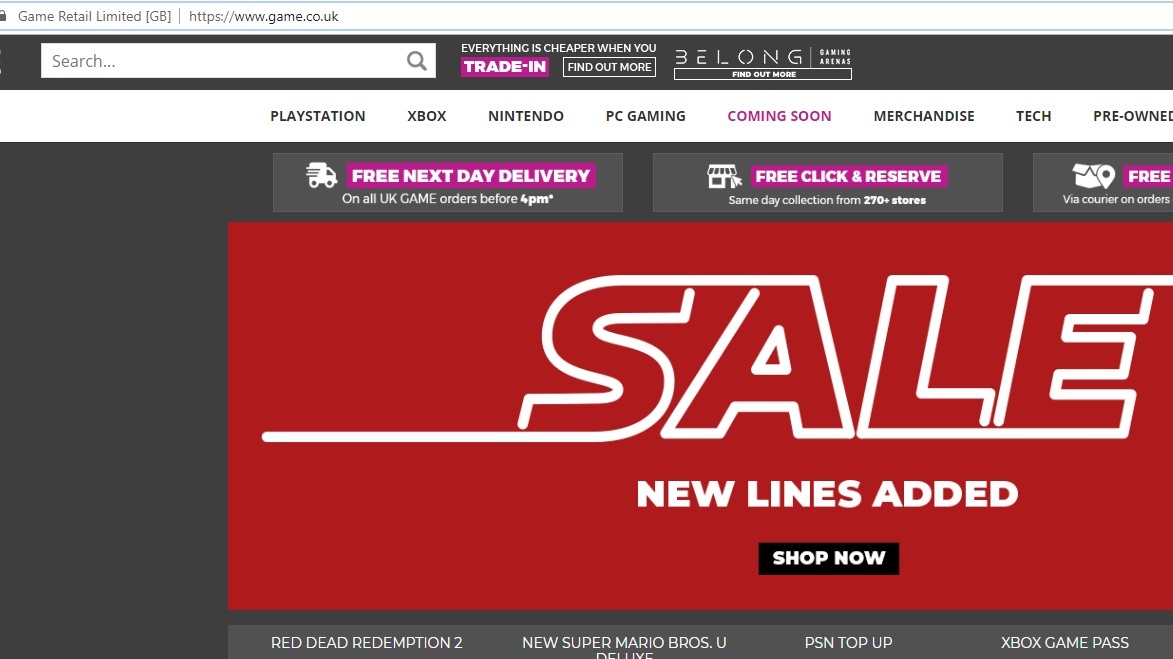 Game Retail Limited [GB] https://www.game.co.uk
Search...
EVERYTHING IS CHEAPER WHEN YOU
TRADE-IN FIND OUT MORE
BELONG GAMING ARENAS
FIND OUT MORE
PLAYSTATION XBOX NINTENDO PC GAMING COMING SOON MERCHANDISE TECH PRE-OWNED
FREE NEXT DAY DELIVERY
On all UK GAME orders before 4pm*
FREE CLICK & RESERVE
Same day collection from 270+ stores
FREE
Via courier on orders
SALE
NEW LINES ADDED
SHOP NOW
RED DEAD REDEMPTION 2
NEW SUPER MARIO BROS. U
DELUXE
PSN TOP UP
XBOX GAME PASS